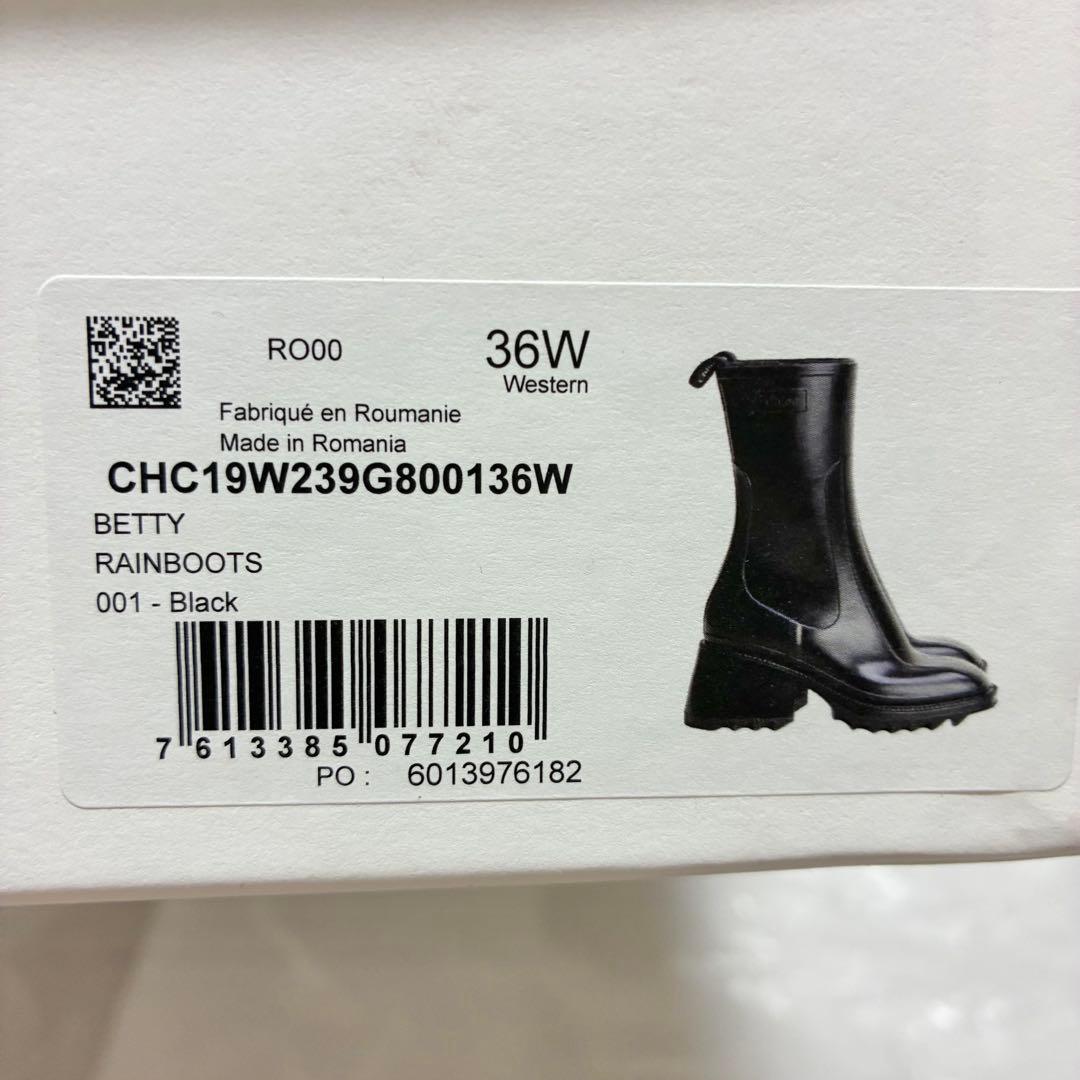 RO00
36W
Western
Fabriqué en Roumanie
Made in Romania
CHC19W239G800136W
BETTY
RAINBOOTS
001 - Black
7 613385 077210
PO : 6013976182